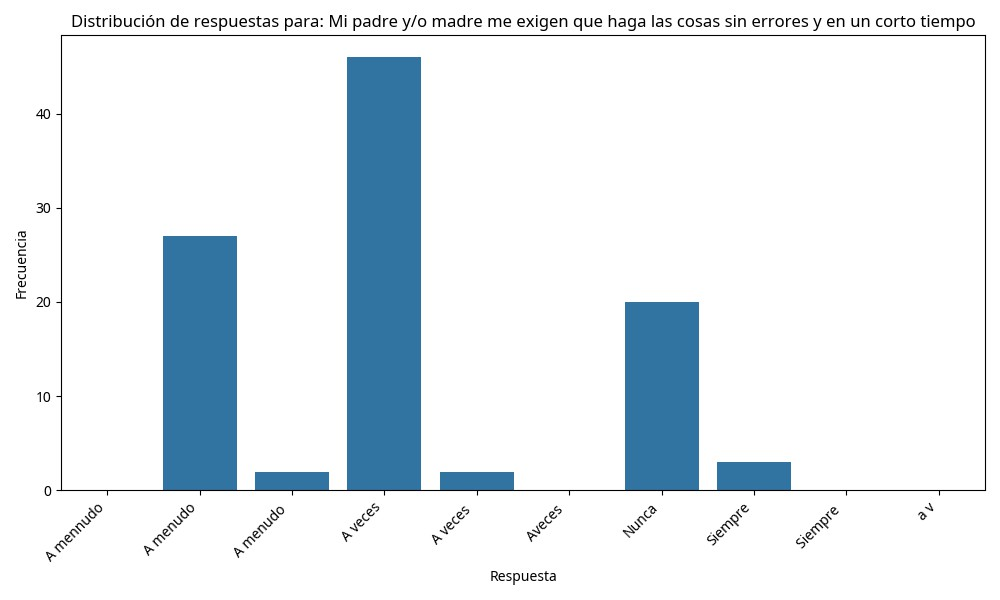 Distribución de respuestas para: Mi padre y/o madre me exigen que haga las cosas sin errores y en un corto tiempo
Frecuencia
40
30
20
10
0
A mennudo
A menudo
A menudo
A veces
A veces
Aveces
Nunca
Siempre
Siempre
a v
Respuesta